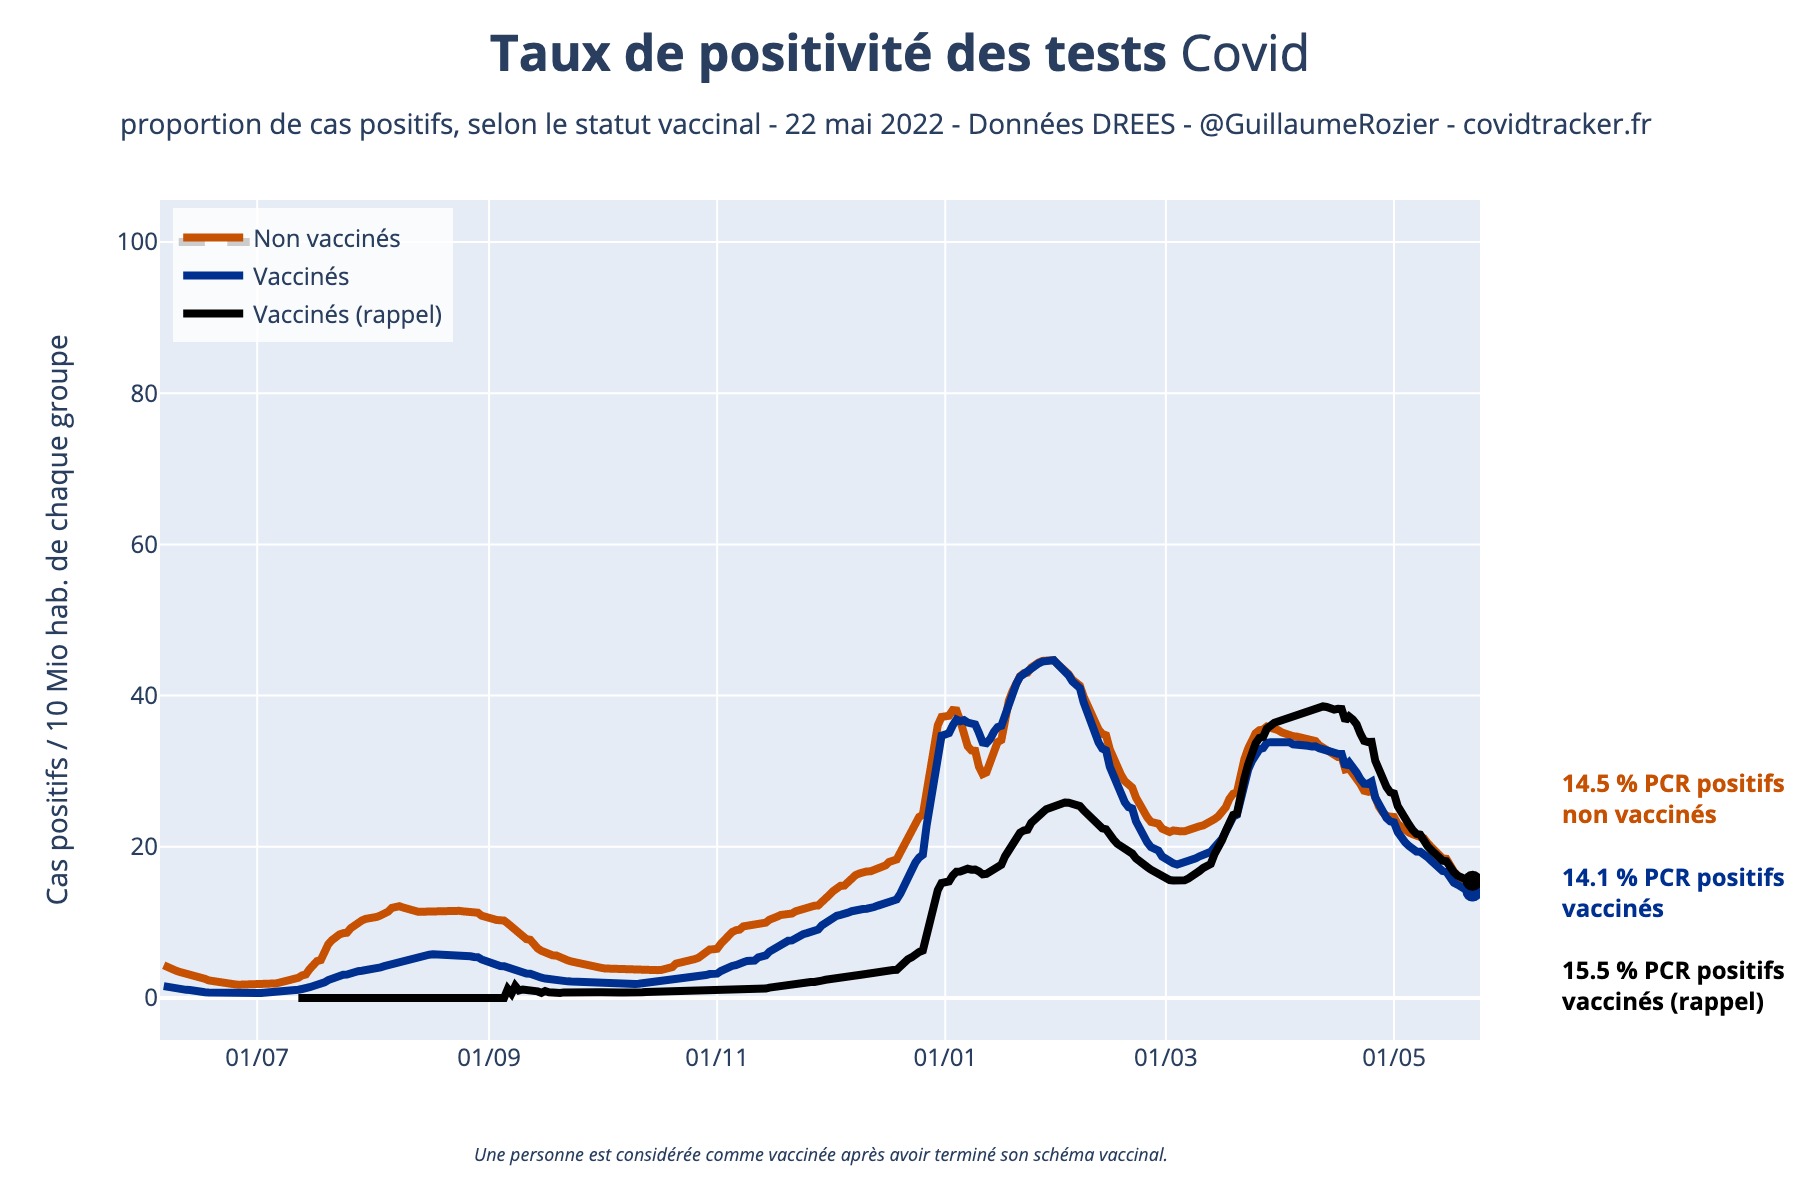 Taux de positivité des tests Covid
proportion de cas positifs, selon le statut vaccinal - 22 mai 2022 - Données DREES - @GuillaumeRozier - covidtracker.fr
Cas positifs / 10 Mio hab. de chaque groupe
Non vaccinés
Vaccinés
Vaccinés (rappel)
100
80
60
40
20
0
01/07
01/09
01/11
01/01
01/03
01/05
14.5 % PCR positifs
non vaccinés
14.1 % PCR positifs
vaccinés
15.5 % PCR positifs
vaccinés (rappel)
Une personne est considérée comme vaccinée après avoir terminé son schéma vaccinal.